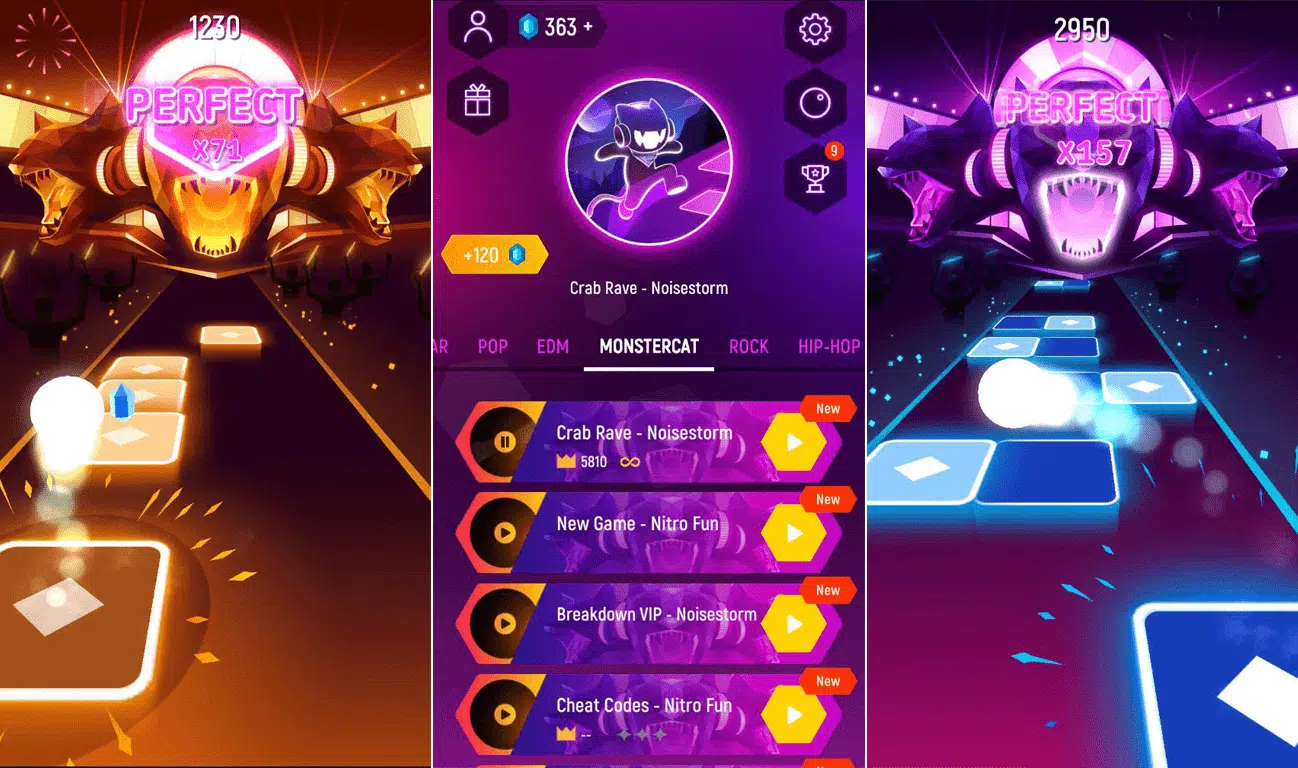 1230
PERFECT
x71
363 +
9
+120
Crab Rave - Noisestorm
AR POP EDM MONSTERCAT ROCK HIP-HOP
New
Crab Rave - Noisestorm
5810 ∞
New
New Game - Nitro Fun
New
Breakdown VIP - Noisestorm
New
Cheat Codes - Nitro Fun
--
2950
PERFECT
x157